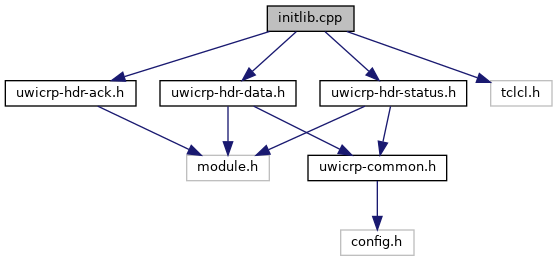 initlib.cpp
uwicrp-hdr-ack.h
uwicrp-hdr-data.h
uwicrp-hdr-status.h
tclcl.h
module.h
uwicrp-common.h
config.h